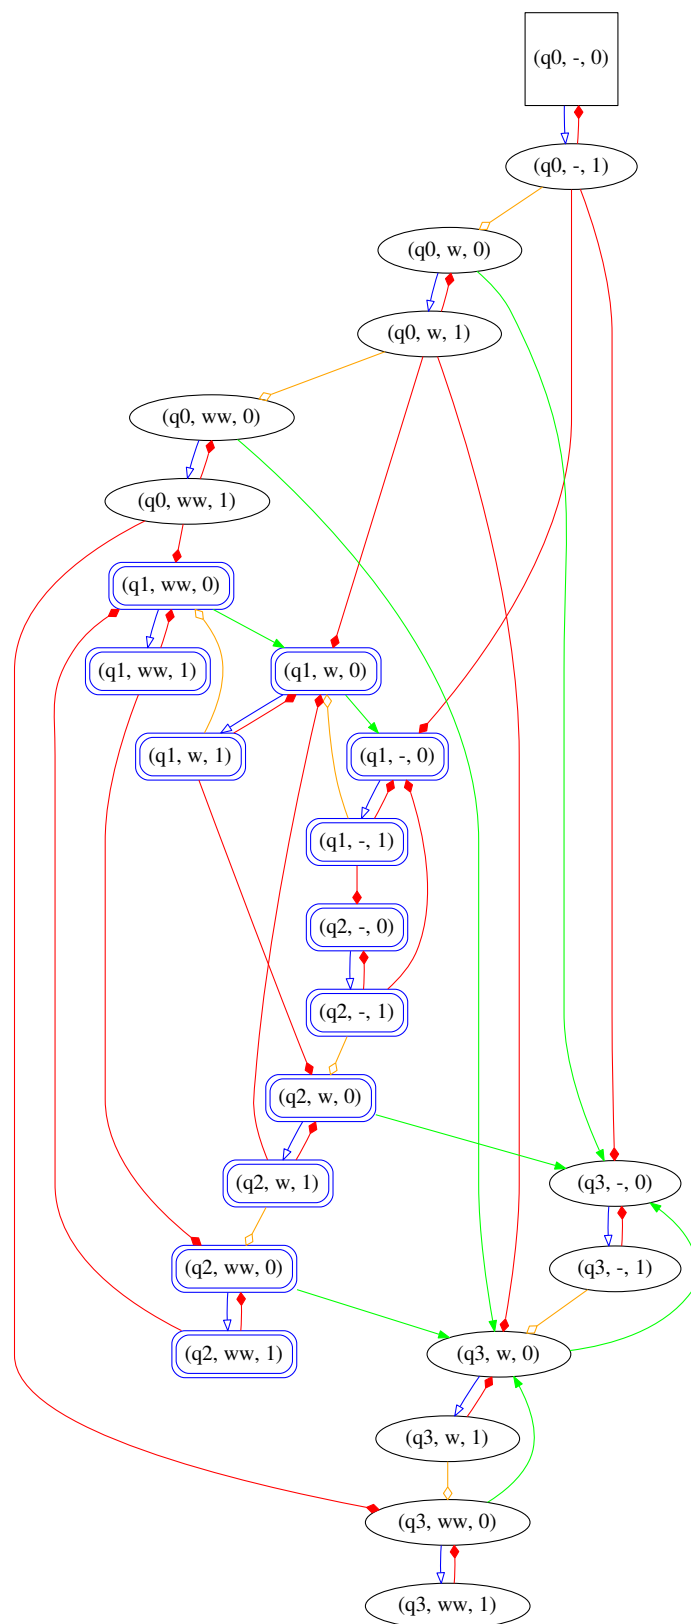 (q0, -, 0)
(q0, -, 1)
(q0, w, 0)
(q0, w, 1)
(q0, ww, 0)
(q0, ww, 1)
(q1, ww, 0)
(q1, ww, 1)
(q1, w, 0)
(q1, w, 1)
(q1, -, 0)
(q1, -, 1)
(q2, -, 0)
(q2, -, 1)
(q2, w, 0)
(q2, w, 1)
(q3, -, 0)
(q2, ww, 0)
(q3, -, 1)
(q2, ww, 1)
(q3, w, 0)
(q3, w, 1)
(q3, ww, 0)
(q3, ww, 1)